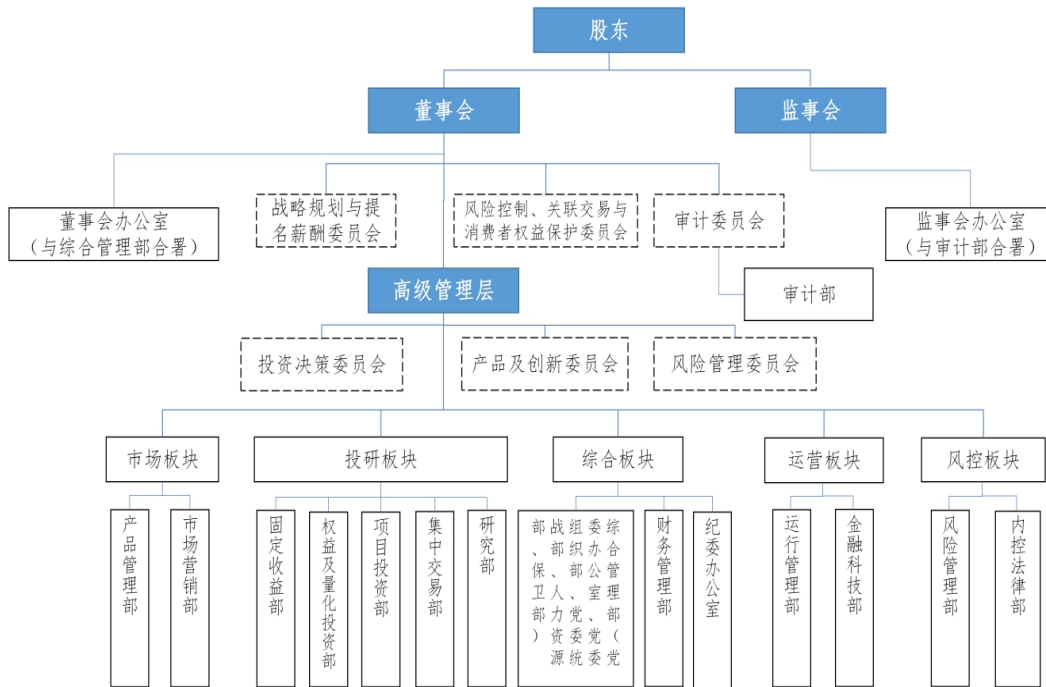 股东
董事会
监事会
董事会办公室
（与综合管理部合署）
战略规划与提
名薪酬委员会
风险控制、关联交易与
消费者权益保护委员会
审计委员会
监事会办公室
（与审计部合署）
高级管理层
审计部
投资决策委员会
产品及创新委员会
风险管理委员会
市场板块
投研板块
综合板块
运营板块
风控板块
产品管理部
市场营销部
固定收益部
权益及量化投资部
项目投资部
集中交易部
研究部
综合管理部（党
委办公室、党委
组织部、党委统
战部、人力资源
部、保卫部）
财务管理部
纪委办公室
运行管理部
金融科技部
风险管理部
内控法律部